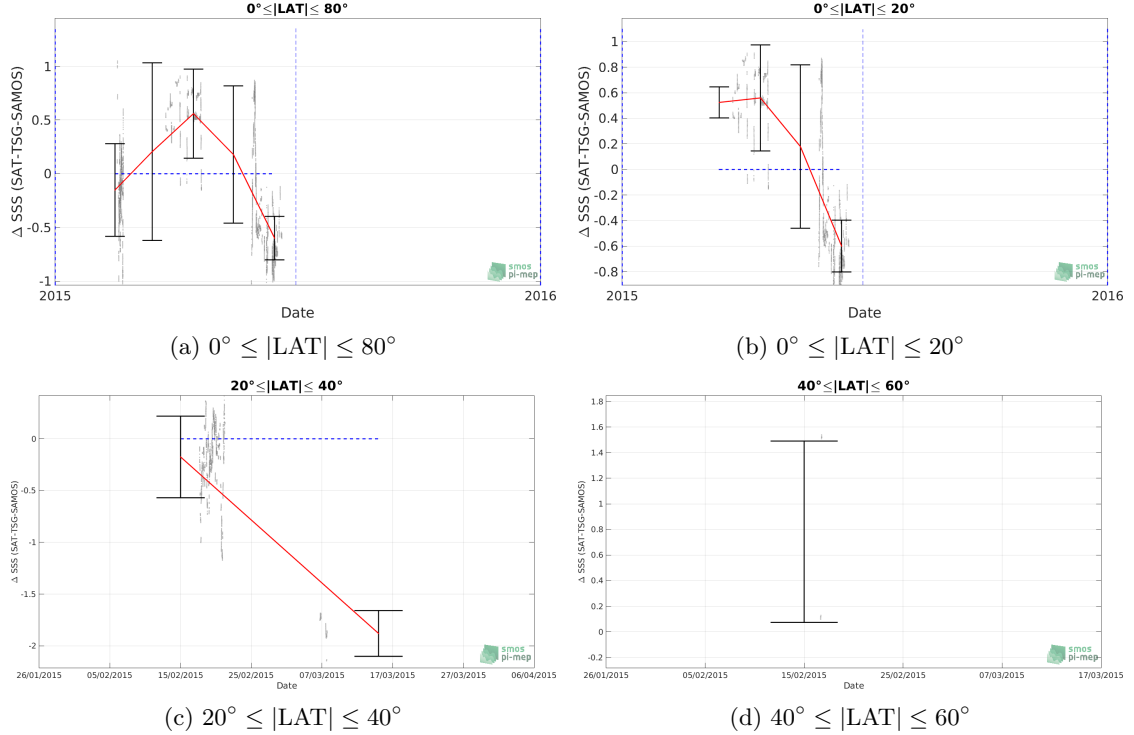 0°≤|LAT|≤ 80°
Δ SSS (SAT-TSG-SAMOS)
1
0.5
0
-0.5
-1
2015
2016
Date
smos
pi-mep
(a) 0° ≤ |LAT| ≤ 80°
0°≤|LAT|≤ 20°
Δ SSS (SAT-TSG-SAMOS)
1
0.8
0.6
0.4
0.2
0
-0.2
-0.4
-0.6
-0.8
2015
2016
Date
smos
pi-mep
(b) 0° ≤ |LAT| ≤ 20°
20°≤|LAT|≤ 40°
Δ SSS (SAT-TSG-SAMOS)
0
-0.5
-1
-1.5
-2
26/01/2015 05/02/2015 15/02/2015 25/02/2015 07/03/2015 17/03/2015 27/03/2015 06/04/2015
Date
smos
pi-mep
(c) 20° ≤ |LAT| ≤ 40°
40°≤|LAT|≤ 60°
Δ SSS (SAT-TSG-SAMOS)
1.8
1.6
1.4
1.2
1
0.8
0.6
0.4
0.2
0
-0.2
26/01/2015 05/02/2015 15/02/2015 25/02/2015 07/03/2015 17/03/2015
Date
smos
pi-mep
(d) 40° ≤ |LAT| ≤ 60°